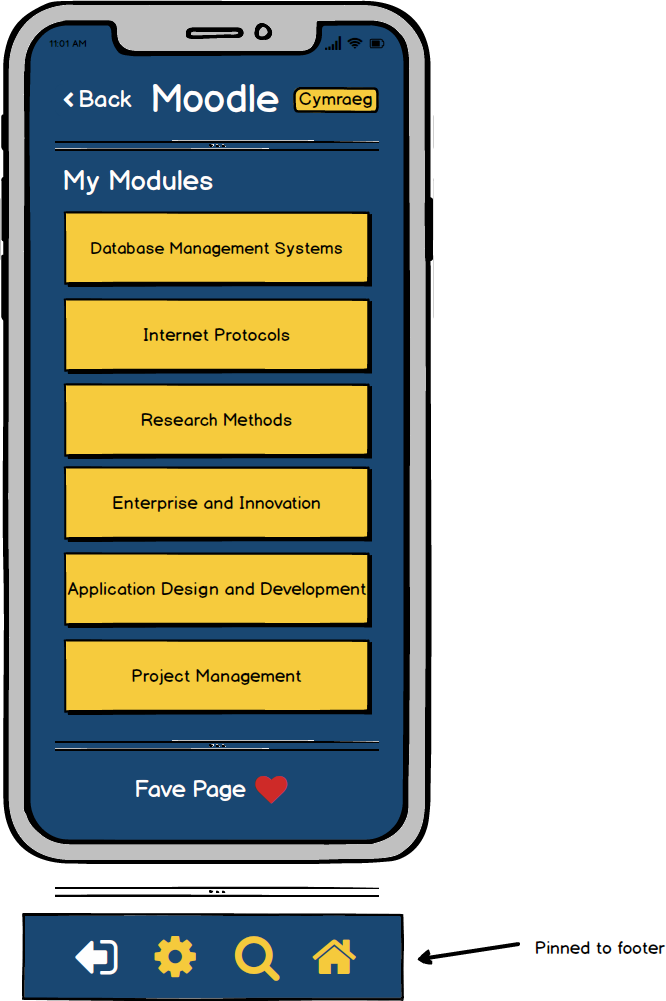 11:01 AM
Back Moodle Cymraeg
My Modules
Database Management Systems
Internet Protocols
Research Methods
Enterprise and Innovation
Application Design and Development
Project Management
Fave Page
Pinned to footer